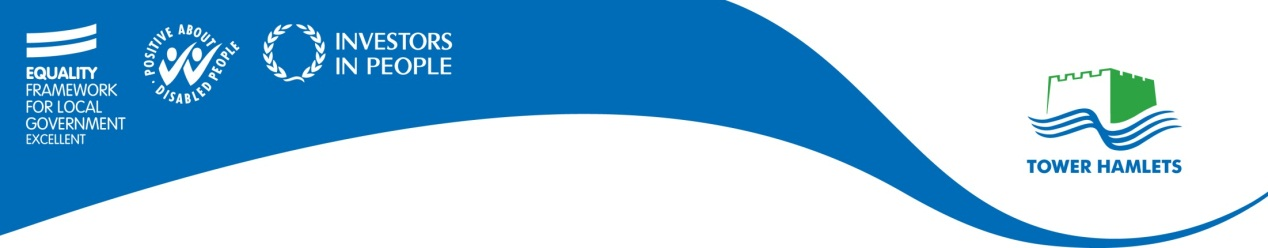 EQUALITY
FRAMEWORK
FOR LOCAL
GOVERNMENT
EXCELLENT
· POSITIVE ABOUT DISABLED PEOPLE
INVESTORS
IN PEOPLE
TOWER HAMLETS